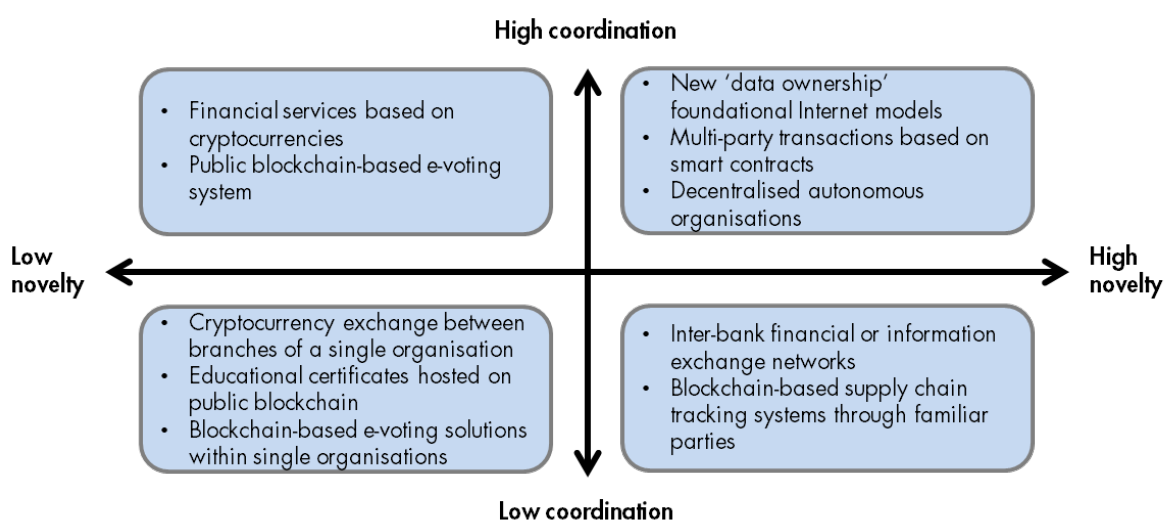 High coordination
• Financial services based on
cryptocurrencies
• Public blockchain-based e-voting
system
• New ‘data ownership’
foundational Internet models
• Multi-party transactions based on
smart contracts
• Decentralised autonomous
organisations
Low
novelty
High
novelty
• Cryptocurrency exchange between
branches of a single organisation
• Educational certificates hosted on
public blockchain
• Blockchain-based e-voting solutions
within single organisations
• Inter-bank financial or information
exchange networks
• Blockchain-based supply chain
tracking systems through familiar
parties
Low coordination